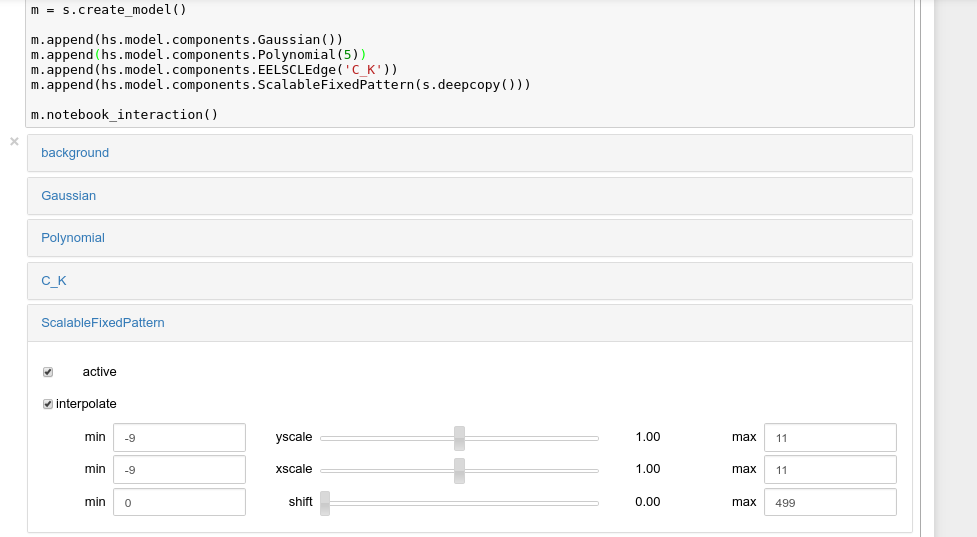 m = s.create_model()
m.append(hs.model.components.Gaussian())
m.append(hs.model.components.Polynomial(5))
m.append(hs.model.components.EELSCLEdge('C_K'))
m.append(hs.model.components.ScalableFixedPattern(s.deepcopy()))
m.notebook_interaction()
×
background
Gaussian
Polynomial
C_K
ScalableFixedPattern
active
interpolate
min -9 yscale 1.00 max 11
min -9 xscale 1.00 max 11
min 0 shift 0.00 max 499